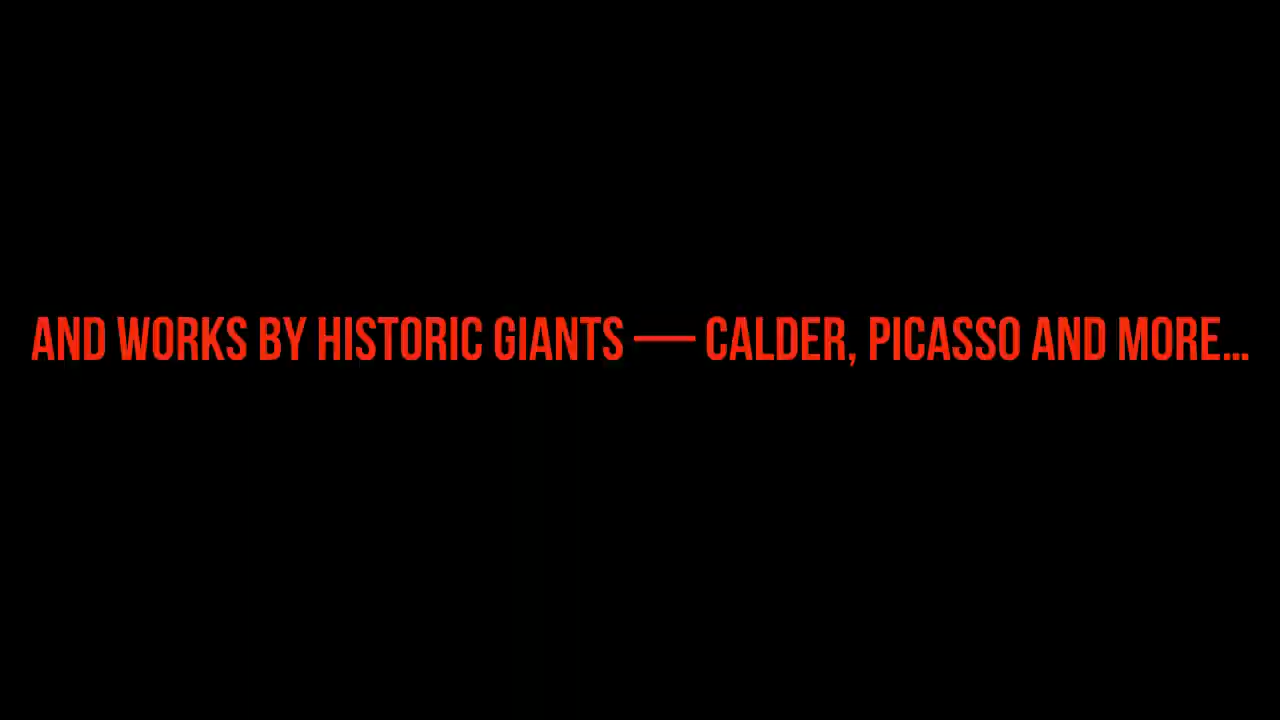 AND WORKS BY HISTORIC GIANTS — CALDER, PICASSO AND MORE...